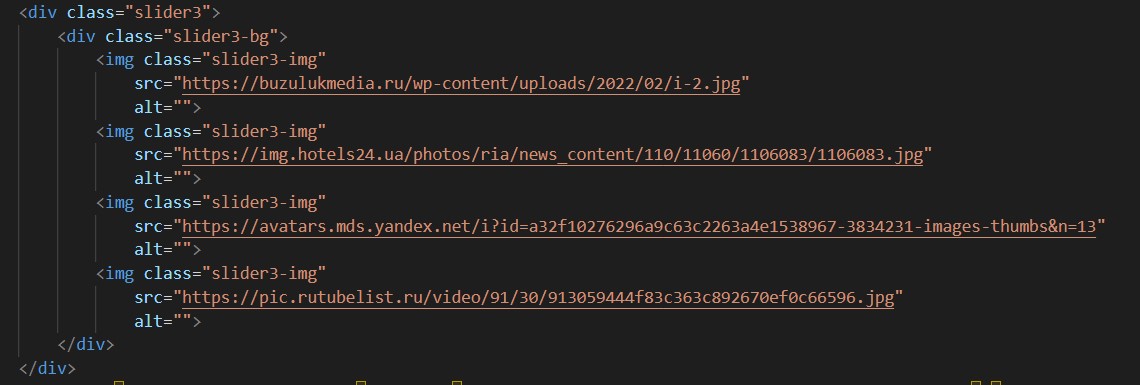 <div class="slider3">
<div class="slider3-bg">
<img class="slider3-img"
src="https://buzulukmedia.ru/wp-content/uploads/2022/02/i-2.jpg"
alt="">
<img class="slider3-img"
src="https://img.hotels24.ua/photos/ria/news_content/110/11060/1106083/1106083.jpg"
alt="">
<img class="slider3-img"
src="https://avatars.mds.yandex.net/i?id=a32f10276296a9c63c2263a4e1538967-3834231-images-thumbs&n=13"
alt="">
<img class="slider3-img"
src="https://pic.rutubelist.ru/video/91/30/913059444f83c363c892670ef0c66596.jpg"
alt="">
</div>
</div>